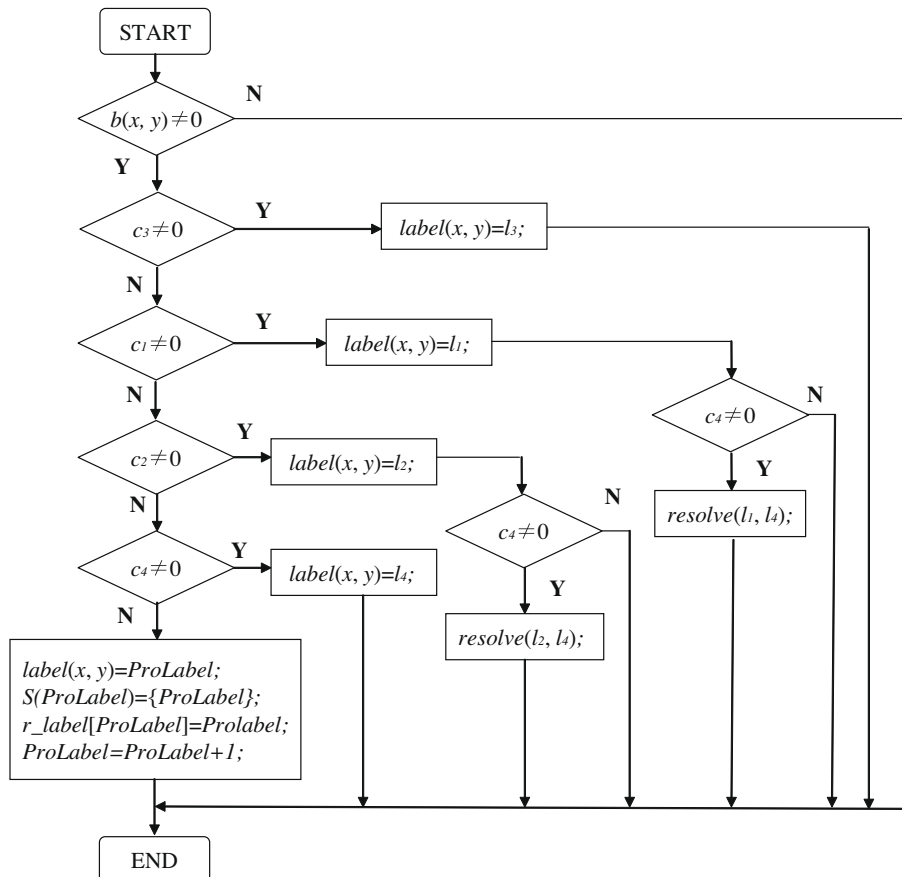 START
N
b(x, y)≠0
Y
c₃≠0
Y
label(x, y)=l₃;
N
c₁≠0
Y
label(x, y)=l₁;
N
c₄≠0
N
Y
resolve(l₁, l₄);
c₂≠0
Y
label(x, y)=l₂;
N
c₄≠0
N
Y
resolve(l₂, l₄);
c₄≠0
Y
label(x, y)=l₄;
N
label(x, y)=ProLabel;
S(ProLabel)={ProLabel};
r_label[ProLabel]=Prolabel;
ProLabel=ProLabel+1;
END